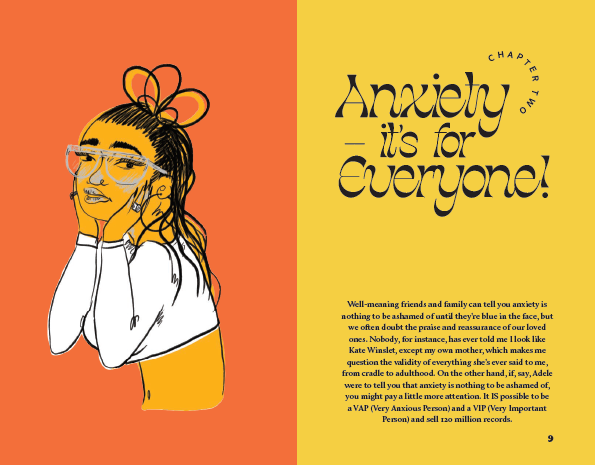 CHAPTER TWO
Anxiety
— it's for
Everyone!
Well-meaning friends and family can tell you anxiety is
nothing to be ashamed of until they're blue in the face, but
we often doubt the praise and reassurance of our loved
ones. Nobody, for instance, has ever told me I look like
Kate Winslet, except my own mother, which makes me
question the validity of everything she's ever said to me,
from cradle to adulthood. On the other hand, if, say, Adele
were to tell you that anxiety is nothing to be ashamed of,
you might pay a little more attention. It IS possible to be
a VAP (Very Anxious Person) and a VIP (Very Important
Person) and sell 120 million records.
9